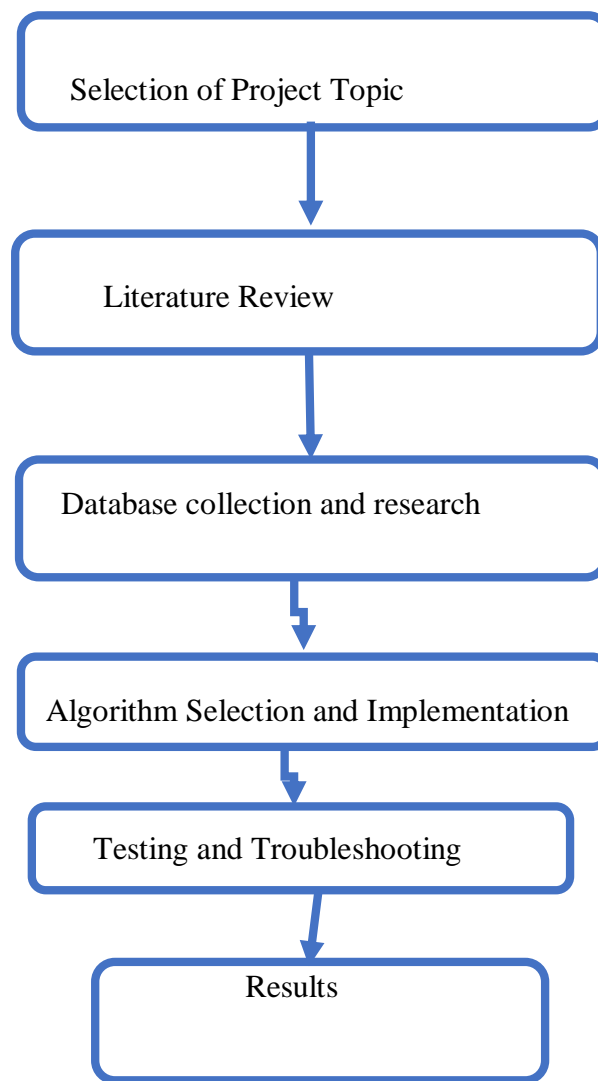 Selection of Project Topic
Literature Review
Database collection and research
Algorithm Selection and Implementation
Testing and Troubleshooting
Results